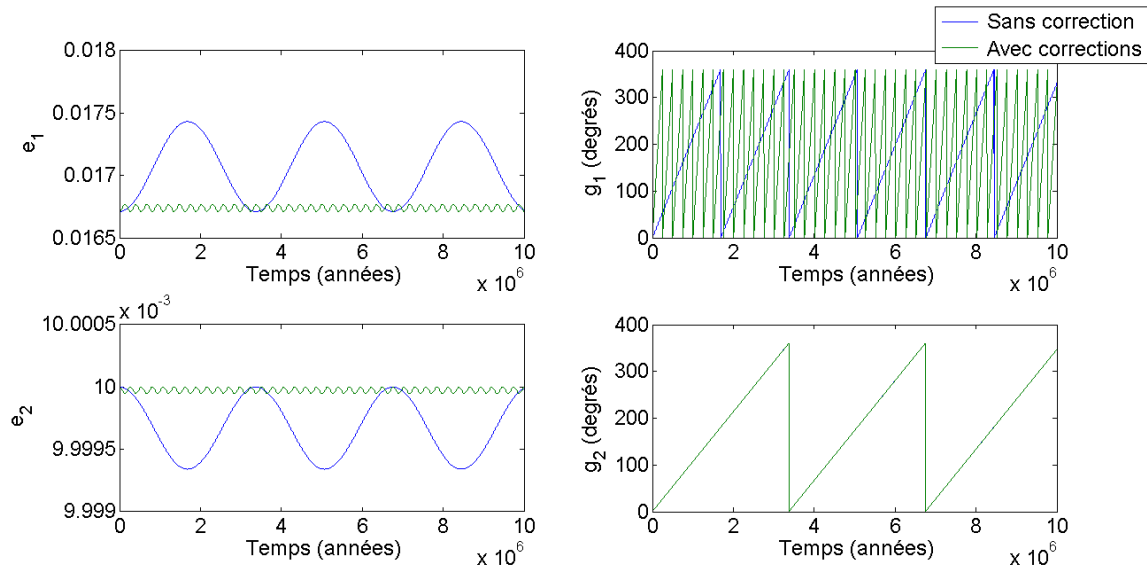 Sans correction
Avec corrections
0.018
0.0175
0.017
0.0165
e1
0 2 4 6 8 10
Temps (années)
x 10^6
400
300
200
100
0
g1 (degrés)
0 2 4 6 8 10
Temps (années)
x 10^6
x 10^-3
10.0005
10
9.9995
9.999
e2
0 2 4 6 8 10
Temps (années)
x 10^6
400
300
200
100
0
g2 (degrés)
0 2 4 6 8 10
Temps (années)
x 10^6